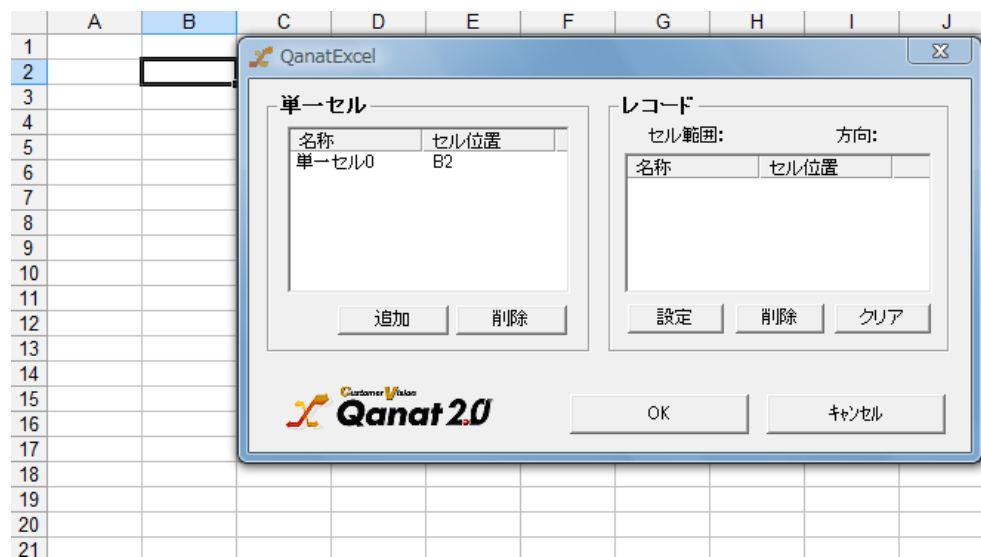 A B C D E F G H I J
1
2
3
4
5
6
7
8
9
10
11
12
13
14
15
16
17
18
19
20
21
QanatExcel
単一セル
名称 セル位置
単一セル0 B2
追加 削除
レコード
セル範囲: 方向:
名称 セル位置
設定 削除 クリア
Customer Vision
Qanat 2.0
OK キャンセル